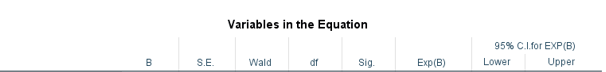 Variables in the Equation
95% C.I.for EXP(B)
B S.E. Wald df Sig. Exp(B) Lower Upper